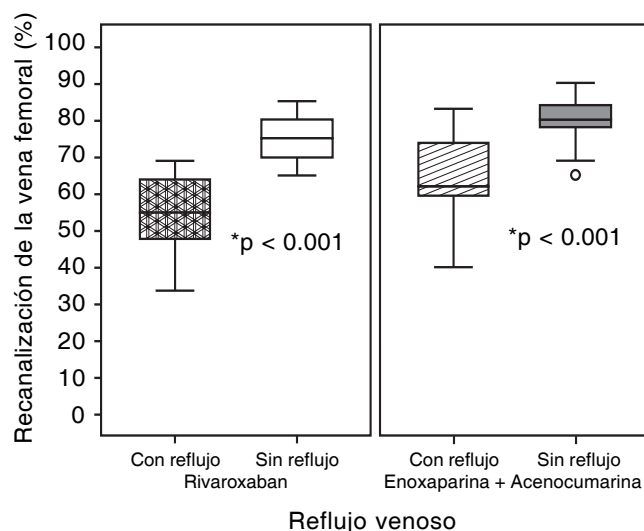 Recanalización de la vena femoral (%)
100
90
80
70
60
50
40
30
20
10
0
*p < 0.001
*p < 0.001
Con reflujo Sin reflujo
Rivaroxaban
Con reflujo Sin reflujo
Enoxaparina + Acenocumarina
Reflujo venoso